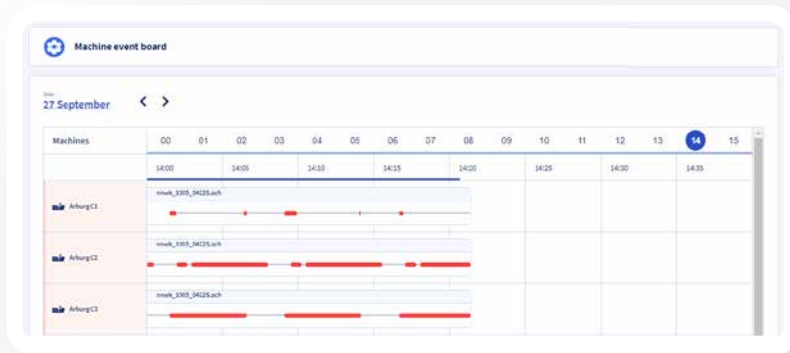 Machine event board
Date
27 September
Machines 00 01 02 03 04 05 06 07 08 09 10 11 12 13 14 15
14:00 14:05 14:10 14:15 14:20 14:25 14:30 14:35
Arburg C1
Arburg C2
Arburg C3